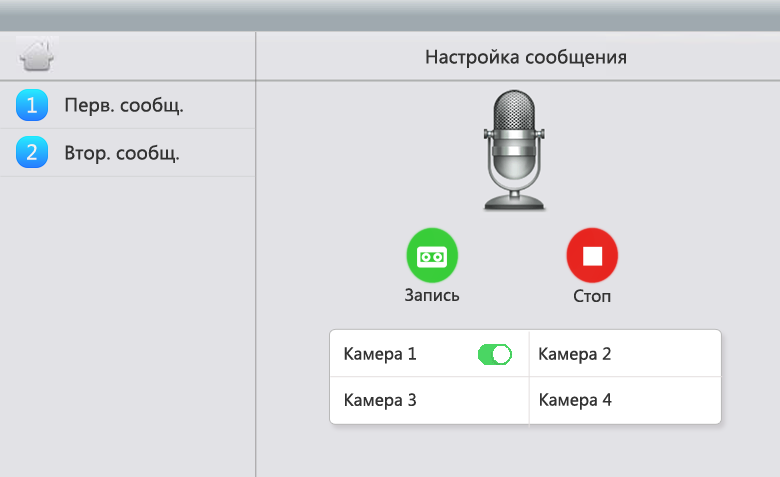 Настройка сообщения
1 Перв. сообщ.
2 Втор. сообщ.
Запись
Стоп
Камера 1
Камера 2
Камера 3
Камера 4